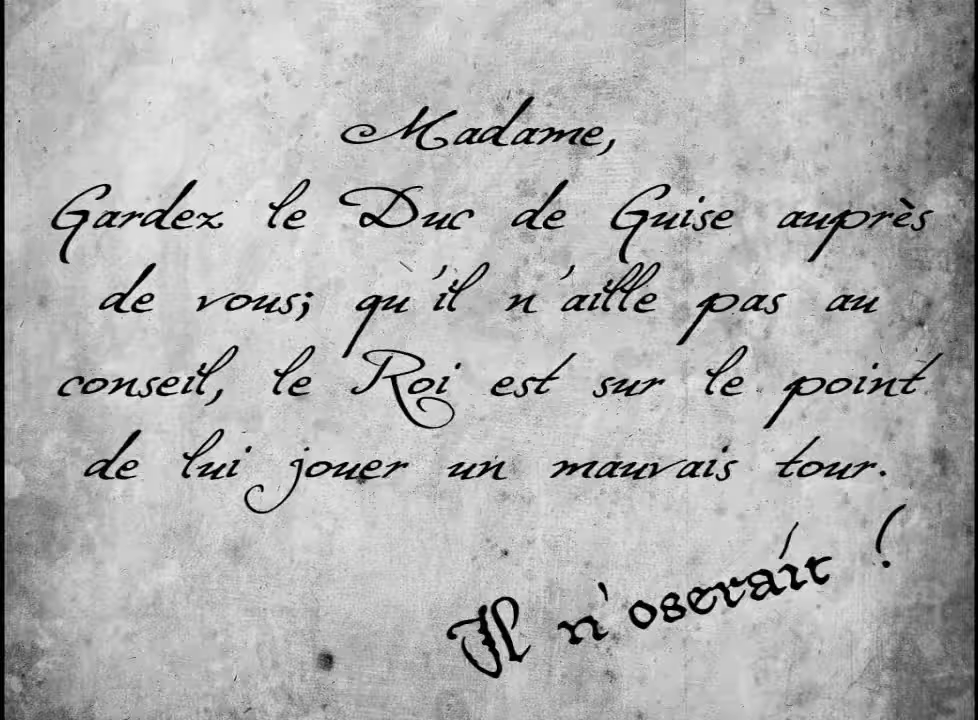 Madame,
Gardez le Duc de Guise auprès
de vous; qu'il n'aille pas au
conseil, le Roi est sur le point
de lui jouer un mauvais tour.
Il n'oserait !